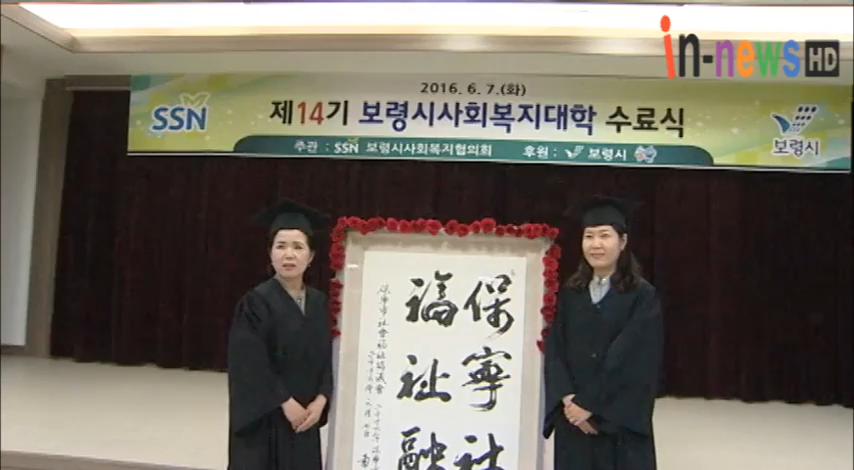 in-news HD
2016. 6. 7.(화)
SSN
제14기 보령시사회복지대학 수료식
보령시
주관 : SSN 보령시사회복지협의회 후원 : 보령시
保寧社
福祉融